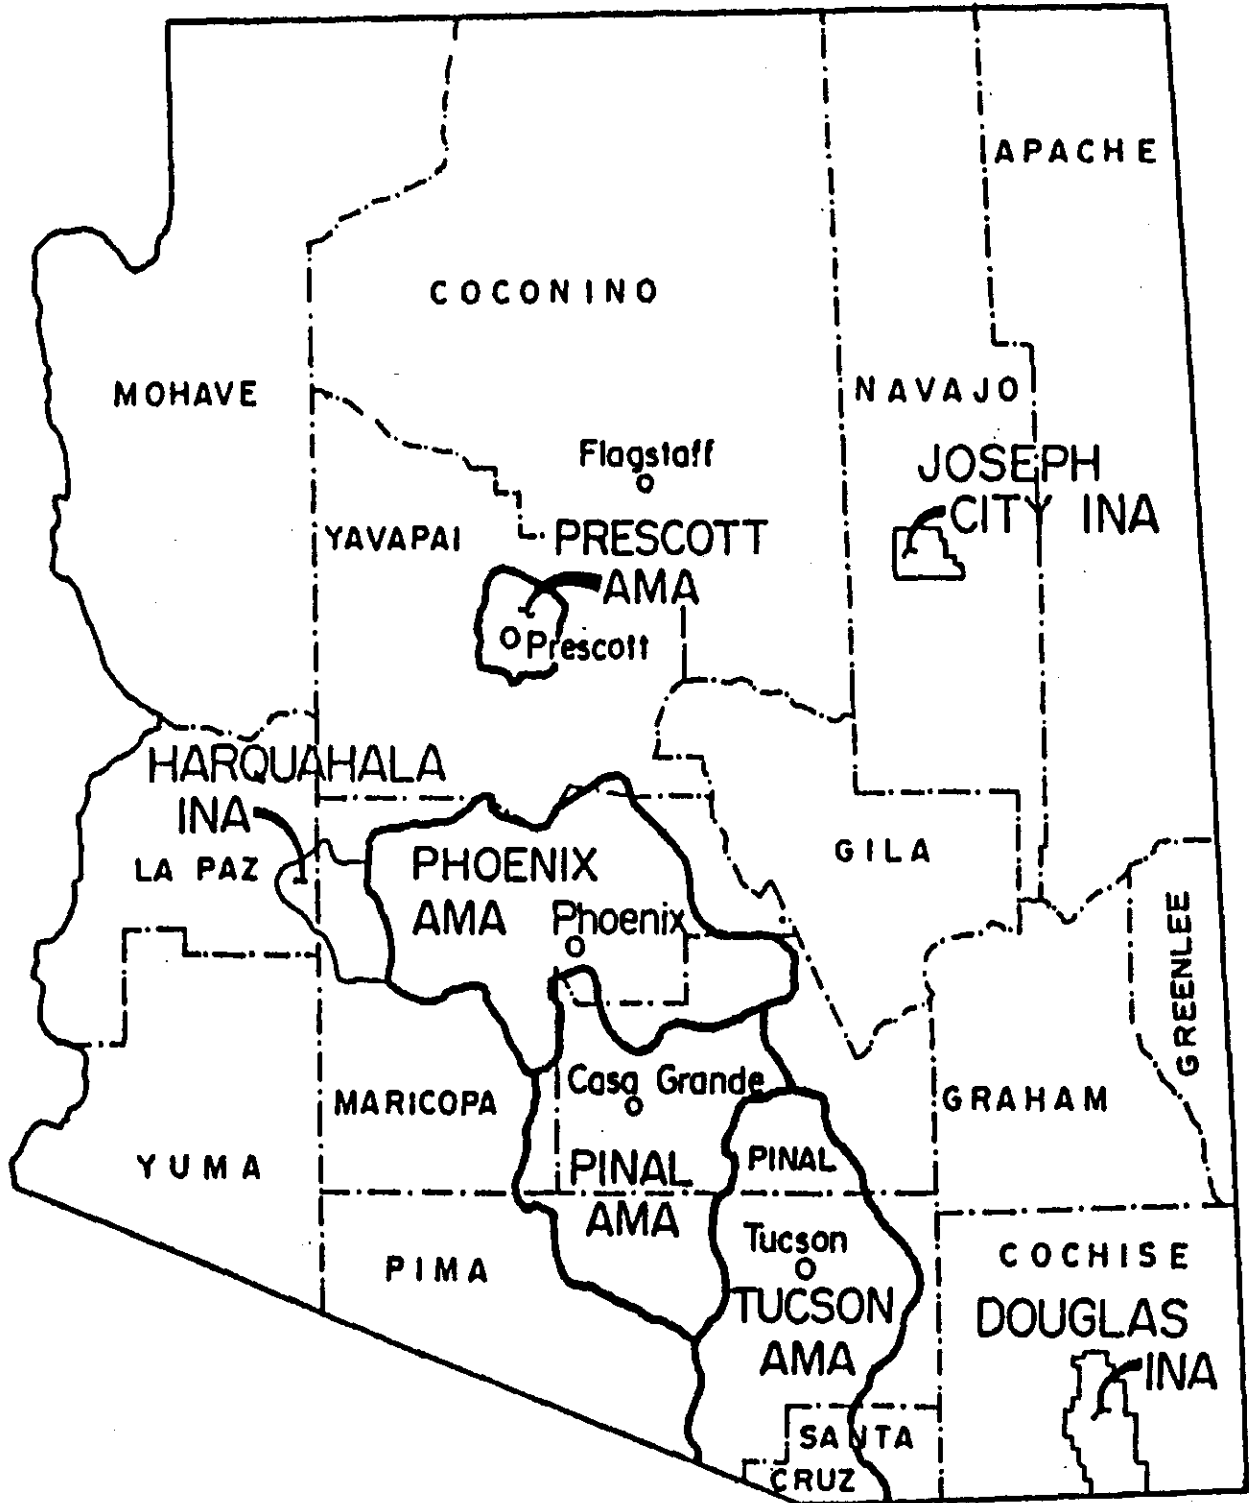 APACHE
COCONINO
MOHAVE
NAVAJO
Flagstaff
JOSEPH
CITY INA
YAVAPAI
PRESCOTT
AMA
Prescott
HARQUAHALA
INA
LA PAZ
PHOENIX
AMA
Phoenix
GILA
GREENLEE
Casa Grande
MARICOPA
GRAHAM
YUMA
PINAL
AMA
PINAL
Tucson
PIMA
TUCSON
AMA
COCHISE
DOUGLAS
INA
SANTA
CRUZ